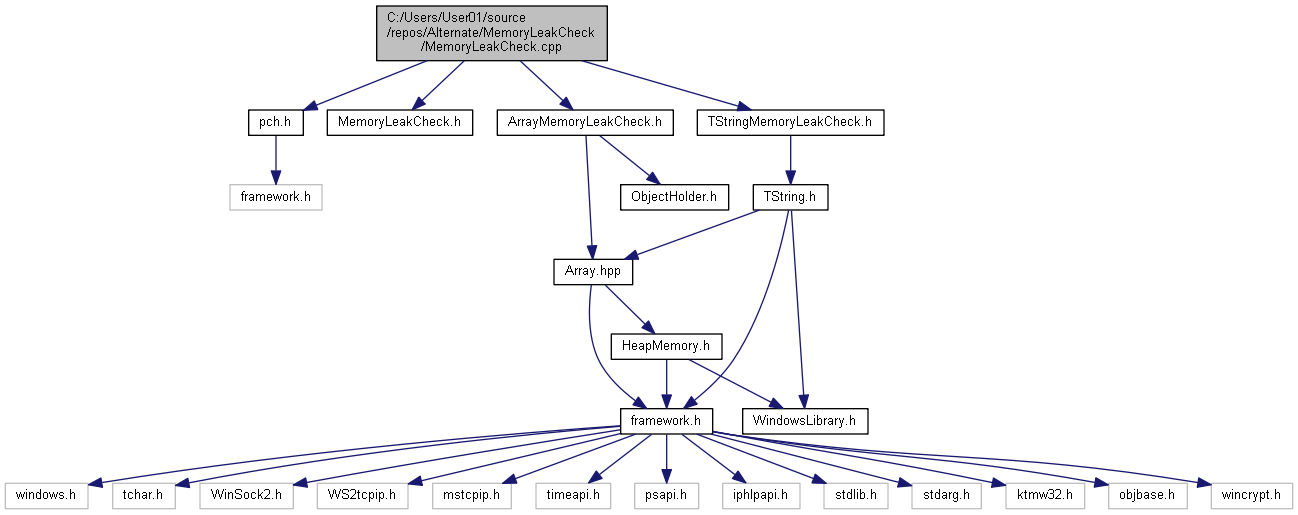 C:/Users/User01/source
/repos/Alternate/MemoryLeakCheck
/MemoryLeakCheck.cpp
pch.h
MemoryLeakCheck.h
ArrayMemoryLeakCheck.h
TStringMemoryLeakCheck.h
framework.h
ObjectHolder.h
TString.h
Array.hpp
HeapMemory.h
framework.h
WindowsLibrary.h
windows.h
tchar.h
WinSock2.h
WS2tcpip.h
mstcpip.h
timeapi.h
psapi.h
iphlpapi.h
stdlib.h
stdarg.h
ktmw32.h
objbase.h
wincrypt.h